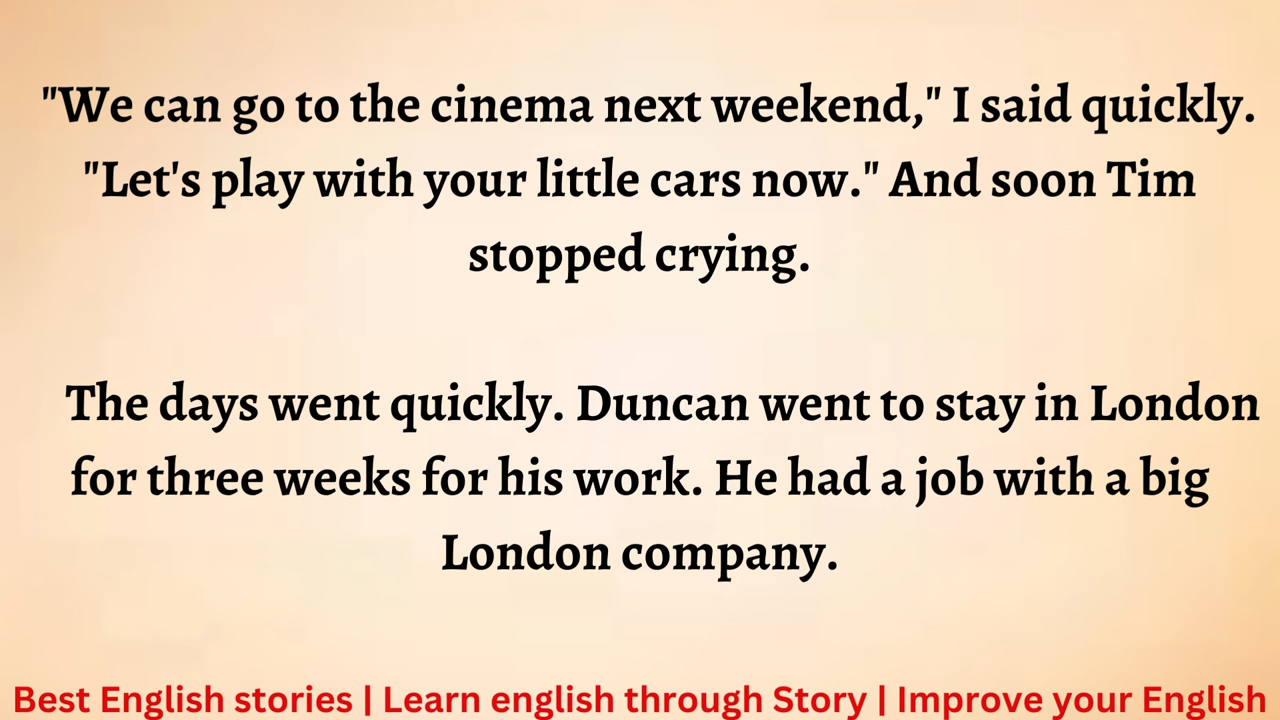 "We can go to the cinema next weekend," I said quickly.
"Let's play with your little cars now." And soon Tim
stopped crying.
The days went quickly. Duncan went to stay in London
for three weeks for his work. He had a job with a big
London company.
Best English stories | Learn english through Story | Improve your English